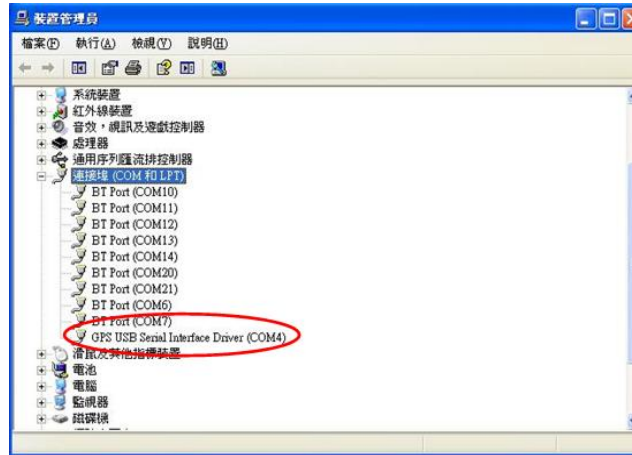 裝置管理員
檔案(F) 執行(A) 檢視(V) 說明(H)
系統裝置
紅外線裝置
音效，視訊及遊戲控制器
處理器
通用序列匯流排控制器
連接埠 (COM 和 LPT)
BT Port (COM10)
BT Port (COM11)
BT Port (COM12)
BT Port (COM13)
BT Port (COM14)
BT Port (COM20)
BT Port (COM21)
BT Port (COM6)
BT Port (COM7)
GPS USB Serial Interface Driver (COM4)
滑鼠及其他指標裝置
電池
電腦
監視器
磁碟機